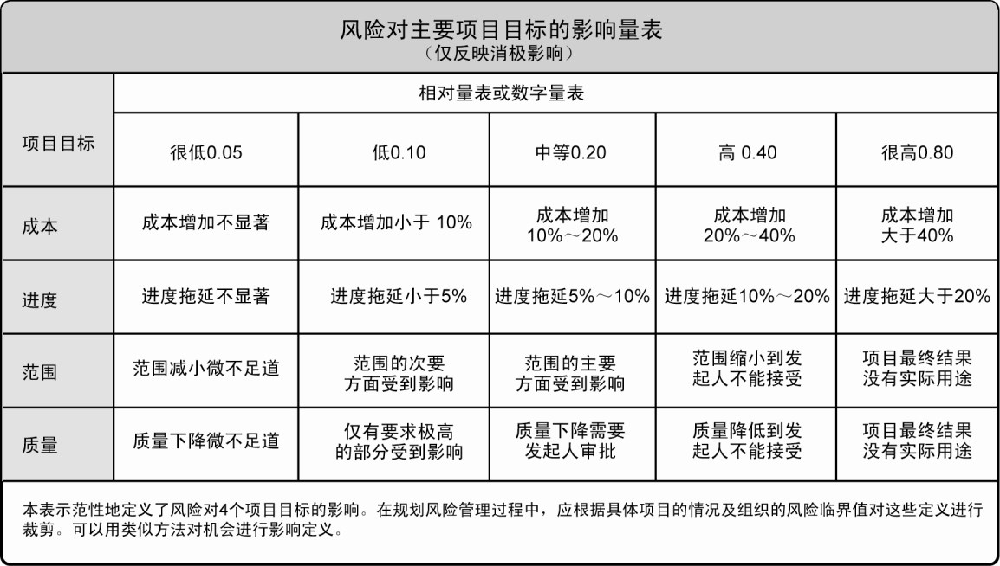 风险对主要项目目标的影响量表
（仅反映消极影响）
相对量表或数字量表
项目目标
很低0.05
低0.10
中等0.20
高 0.40
很高0.80
成本
成本增加不显著
成本增加小于 10%
成本增加
10%～20%
成本增加
20%～40%
成本增加
大于40%
进度
进度拖延不显著
进度拖延小于5%
进度拖延5%～10%
进度拖延10%～20%
进度拖延大于20%
范围
范围减小微不足道
范围的次要
方面受到影响
范围的主要
方面受到影响
范围缩小到发
起人不能接受
项目最终结果
没有实际用途
质量
质量下降微不足道
仅有要求极高
的部分受到影响
质量下降需要
发起人审批
质量降低到发
起人不能接受
项目最终结果
没有实际用途
本表示范性地定义了风险对4个项目目标的影响。在规划风险管理过程中，应根据具体项目的情况及组织的风险临界值对这些定义进行
裁剪。可以用类似方法对机会进行影响定义。